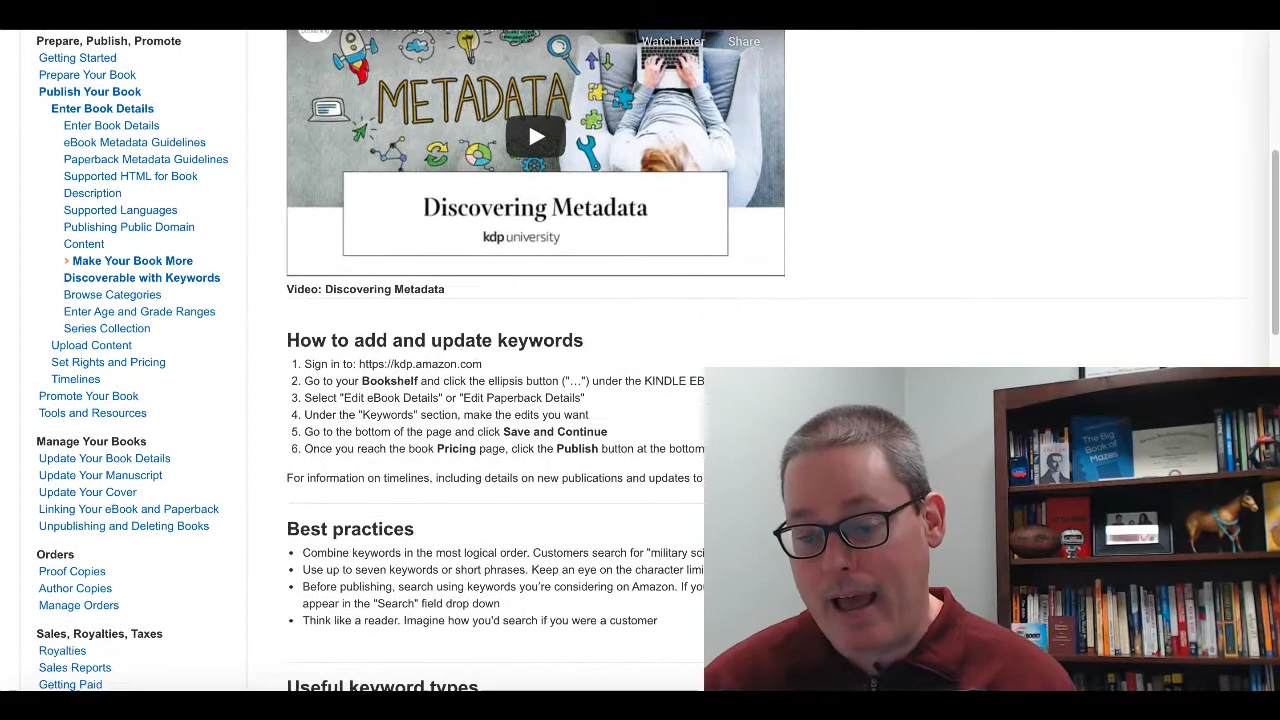 Prepare, Publish, Promote
Getting Started
Prepare Your Book
Publish Your Book
Enter Book Details
Enter Book Details
eBook Metadata Guidelines
Paperback Metadata Guidelines
Supported HTML for Book
Description
Supported Languages
Publishing Public Domain
Content
Make Your Book More
Discoverable with Keywords
Browse Categories
Enter Age and Grade Ranges
Series Collection
Upload Content
Set Rights and Pricing
Timelines
Promote Your Book
Tools and Resources
Manage Your Books
Update Your Book Details
Update Your Manuscript
Update Your Cover
Linking Your eBook and Paperback
Unpublishing and Deleting Books
Orders
Proof Copies
Author Copies
Manage Orders
Sales, Royalties, Taxes
Royalties
Sales Reports
Getting Paid
Watch later Share
METADATA
Discovering Metadata
kdp university
Video: Discovering Metadata
How to add and update keywords
1. Sign in to: https://kdp.amazon.com
2. Go to your Bookshelf and click the ellipsis button ("…") under the KINDLE EB
3. Select "Edit eBook Details" or "Edit Paperback Details"
4. Under the "Keywords" section, make the edits you want
5. Go to the bottom of the page and click Save and Continue
6. Once you reach the book Pricing page, click the Publish button at the bottom
For information on timelines, including details on new publications and updates to
Best practices
Combine keywords in the most logical order. Customers search for "military sci
Use up to seven keywords or short phrases. Keep an eye on the character limi
Before publishing, search using keywords you're considering on Amazon. If you
appear in the "Search" field drop down
Think like a reader. Imagine how you'd search if you were a customer
Useful keyword types
The Big
Book of
Mazes